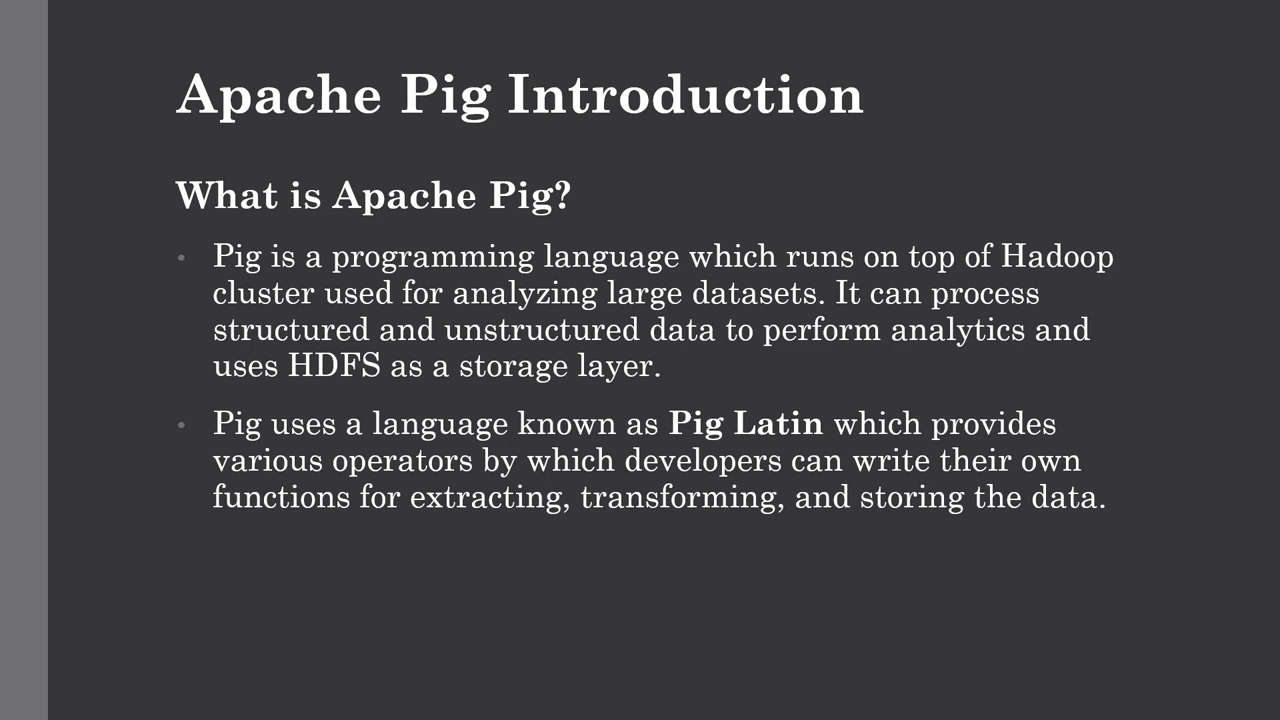 Apache Pig Introduction
What is Apache Pig?
• Pig is a programming language which runs on top of Hadoop
cluster used for analyzing large datasets. It can process
structured and unstructured data to perform analytics and
uses HDFS as a storage layer.
• Pig uses a language known as Pig Latin which provides
various operators by which developers can write their own
functions for extracting, transforming, and storing the data.